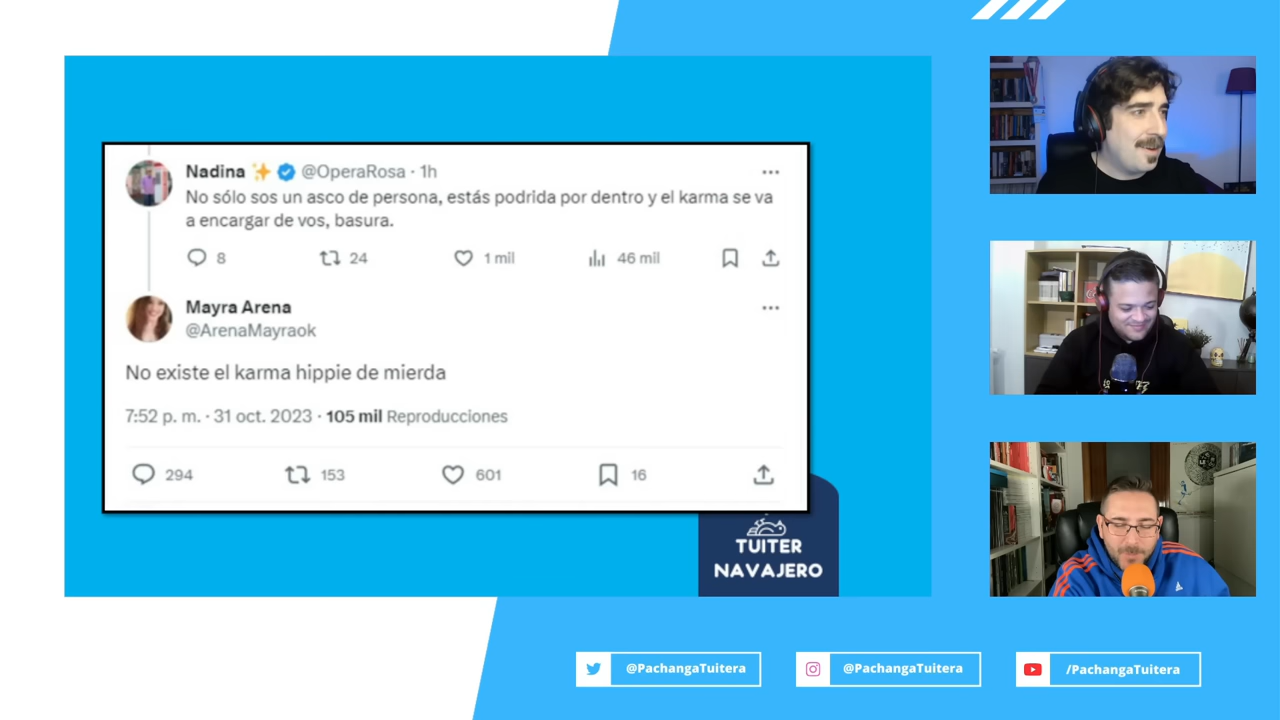 Nadina ✨ @OperaRosa · 1h
No sólo sos un asco de persona, estás podrida por dentro y el karma se va
a encargar de vos, basura.
8 24 1 mil 46 mil
Mayra Arena
@ArenaMayraok
No existe el karma hippie de mierda
7:52 p. m. · 31 oct. 2023 · 105 mil Reproducciones
294 153 601 16
TUITER
NAVAJERO
@PachangaTuitera @PachangaTuitera /PachangaTuitera